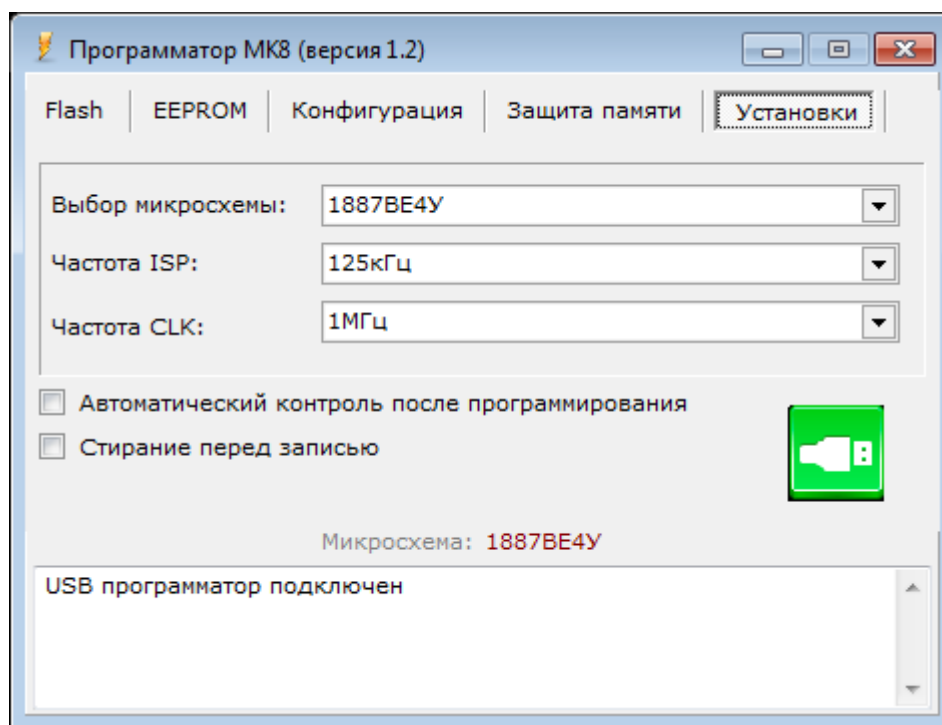 Программатор МК8 (версия 1.2)
Flash EEPROM Конфигурация Защита памяти Установки
Выбор микросхемы: 1887ВЕ4У
Частота ISP: 125кГц
Частота CLK: 1МГц
Автоматический контроль после программирования
Стирание перед записью
Микросхема: 1887ВЕ4У
USB программатор подключен